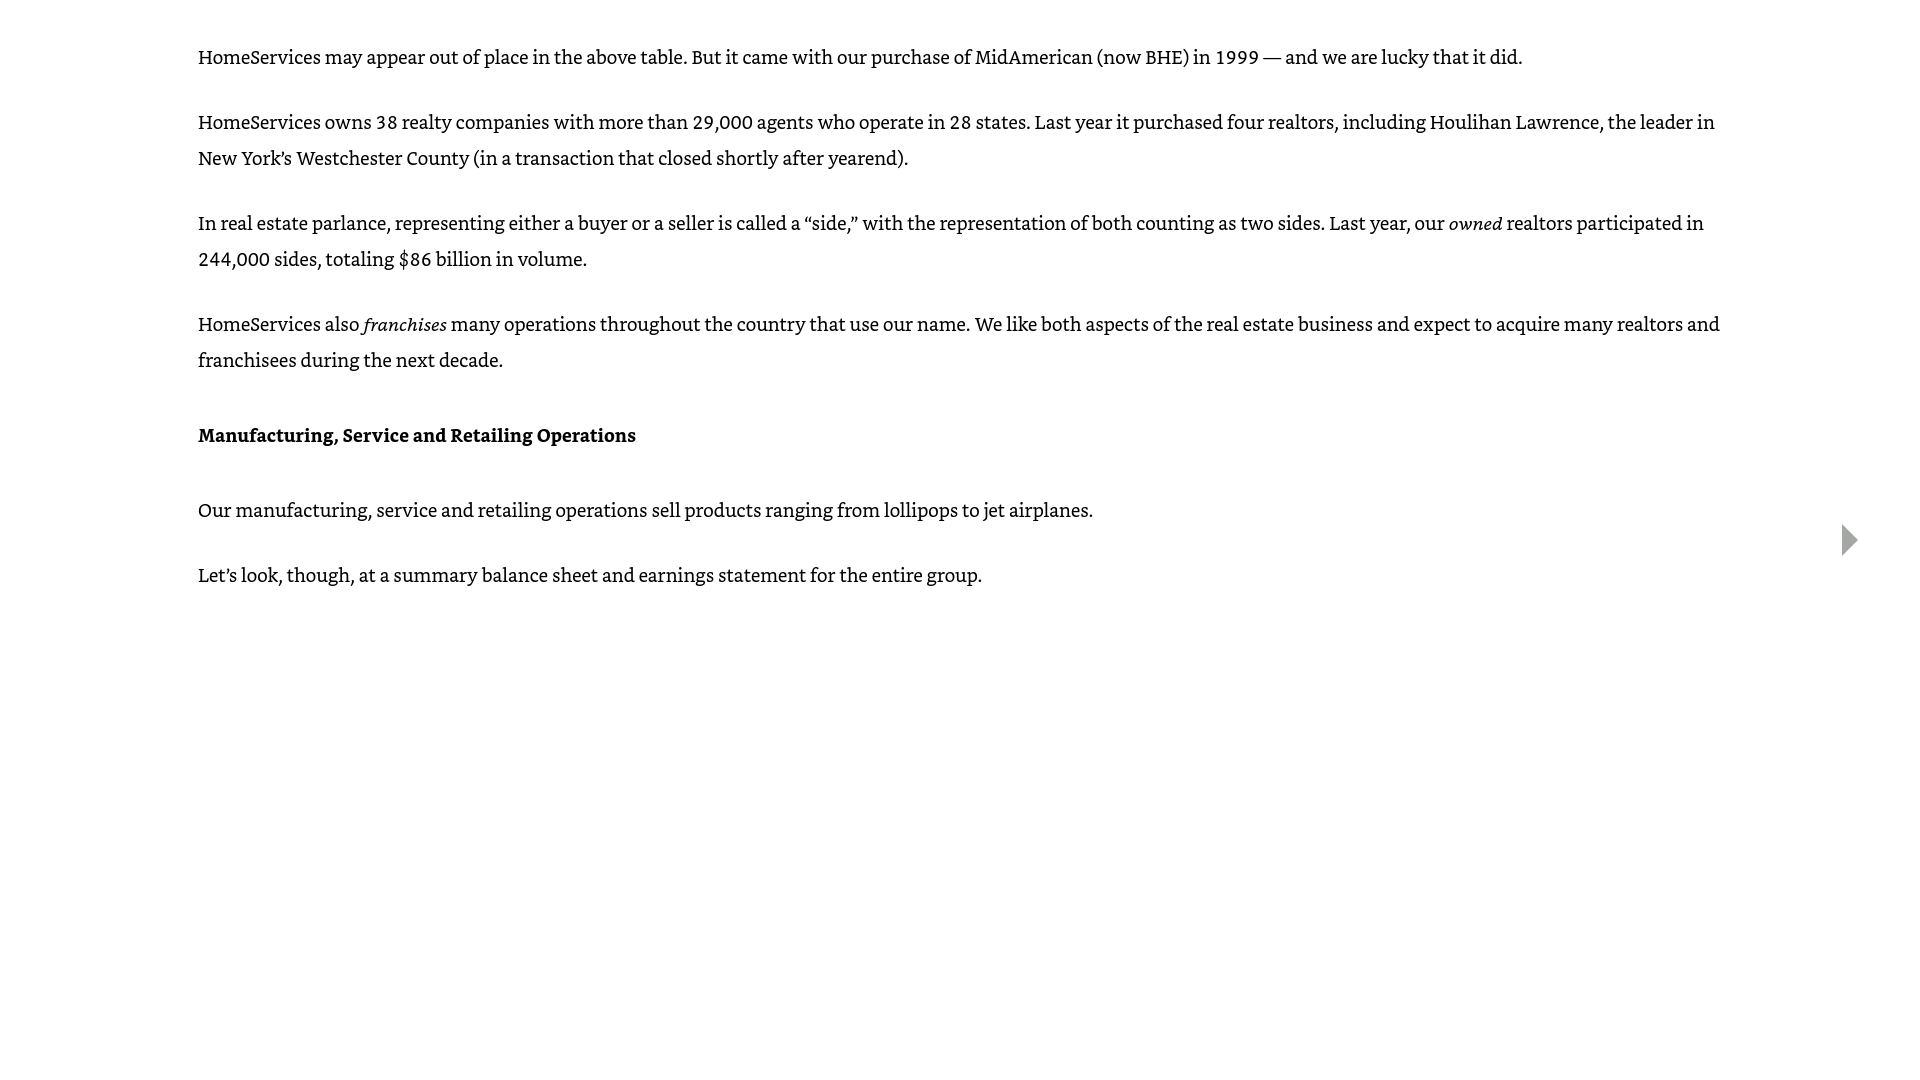 HomeServices may appear out of place in the above table. But it came with our purchase of MidAmerican (now BHE) in 1999 — and we are lucky that it did.
HomeServices owns 38 realty companies with more than 29,000 agents who operate in 28 states. Last year it purchased four realtors, including Houlihan Lawrence, the leader in
New York’s Westchester County (in a transaction that closed shortly after yearend).
In real estate parlance, representing either a buyer or a seller is called a “side,” with the representation of both counting as two sides. Last year, our owned realtors participated in
244,000 sides, totaling $86 billion in volume.
HomeServices also franchises many operations throughout the country that use our name. We like both aspects of the real estate business and expect to acquire many realtors and
franchisees during the next decade.
Manufacturing, Service and Retailing Operations
Our manufacturing, service and retailing operations sell products ranging from lollipops to jet airplanes.
Let’s look, though, at a summary balance sheet and earnings statement for the entire group.